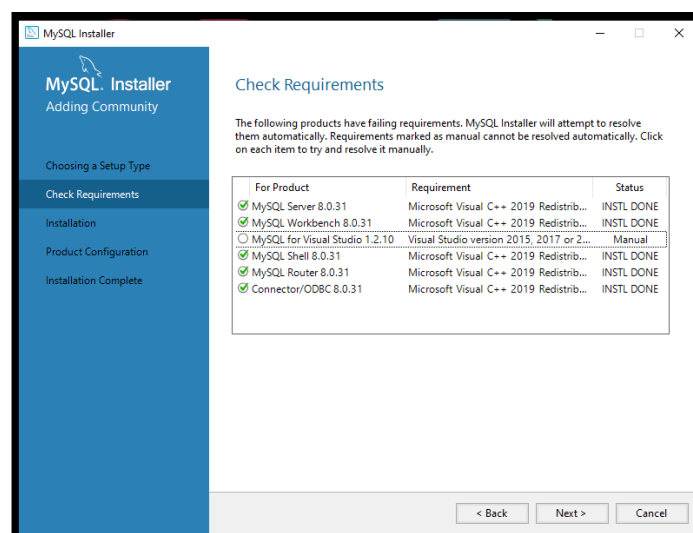 MySQL Installer
MySQL. Installer
Adding Community
Choosing a Setup Type
Check Requirements
Installation
Product Configuration
Installation Complete
Check Requirements
The following products have failing requirements. MySQL Installer will attempt to resolve
them automatically. Requirements marked as manual cannot be resolved automatically. Click
on each item to try and resolve it manually.
For Product Requirement Status
MySQL Server 8.0.31 Microsoft Visual C++ 2019 Redistrib... INSTL DONE
MySQL Workbench 8.0.31 Microsoft Visual C++ 2019 Redistrib... INSTL DONE
MySQL for Visual Studio 1.2.10 Visual Studio version 2015, 2017 or 2... Manual
MySQL Shell 8.0.31 Microsoft Visual C++ 2019 Redistrib... INSTL DONE
MySQL Router 8.0.31 Microsoft Visual C++ 2019 Redistrib... INSTL DONE
Connector/ODBC 8.0.31 Microsoft Visual C++ 2019 Redistrib... INSTL DONE
< Back Next > Cancel